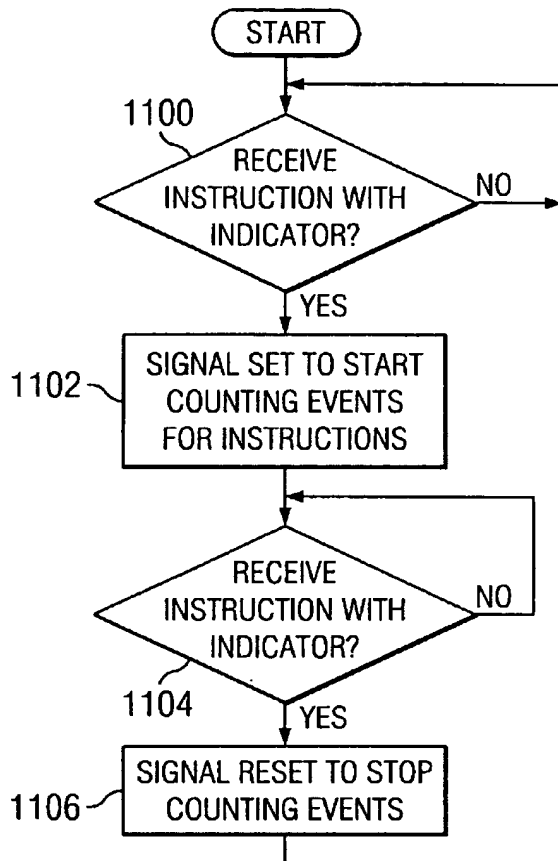 START
1100
RECEIVE
INSTRUCTION WITH
INDICATOR?
NO
YES
1102
SIGNAL SET TO START
COUNTING EVENTS
FOR INSTRUCTIONS
RECEIVE
INSTRUCTION WITH
INDICATOR?
NO
1104
YES
1106
SIGNAL RESET TO STOP
COUNTING EVENTS